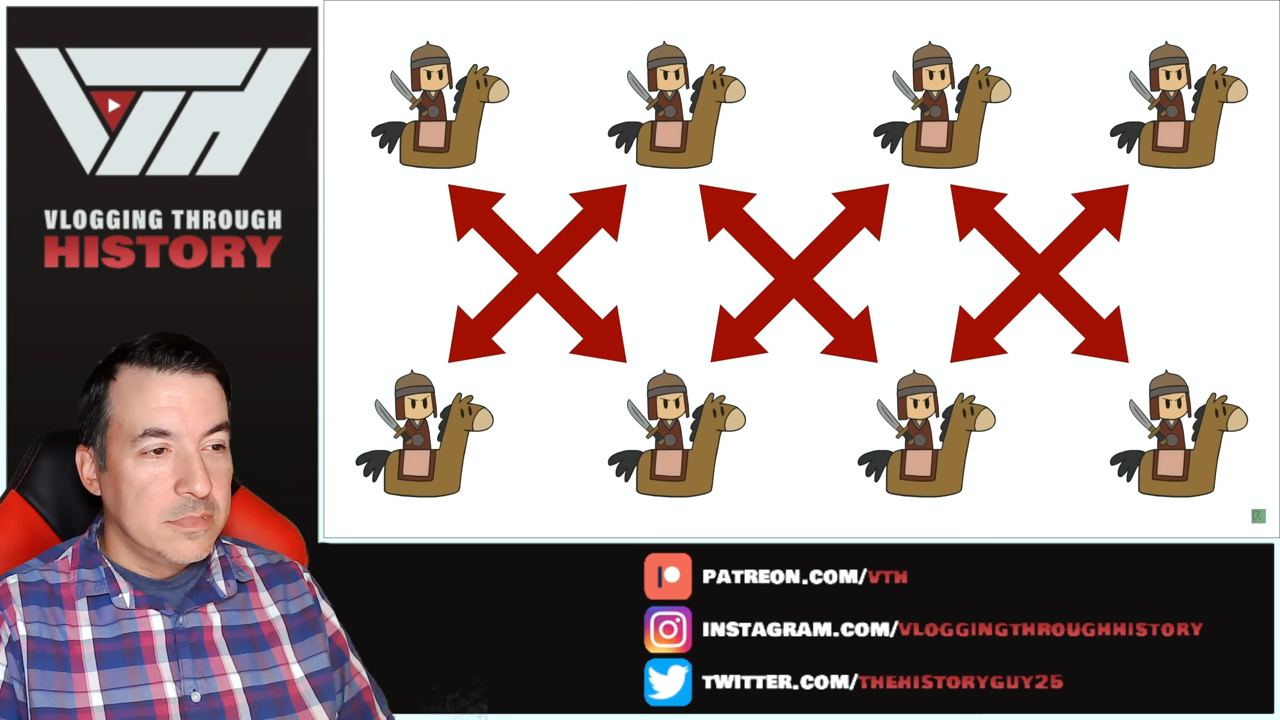 VTH
VLOGGING THROUGH
HISTORY
PATREON.COM/VTH
INSTAGRAM.COM/VLOGGINGTHROUGHHISTORY
TWITTER.COM/THEHISTORYGUY25